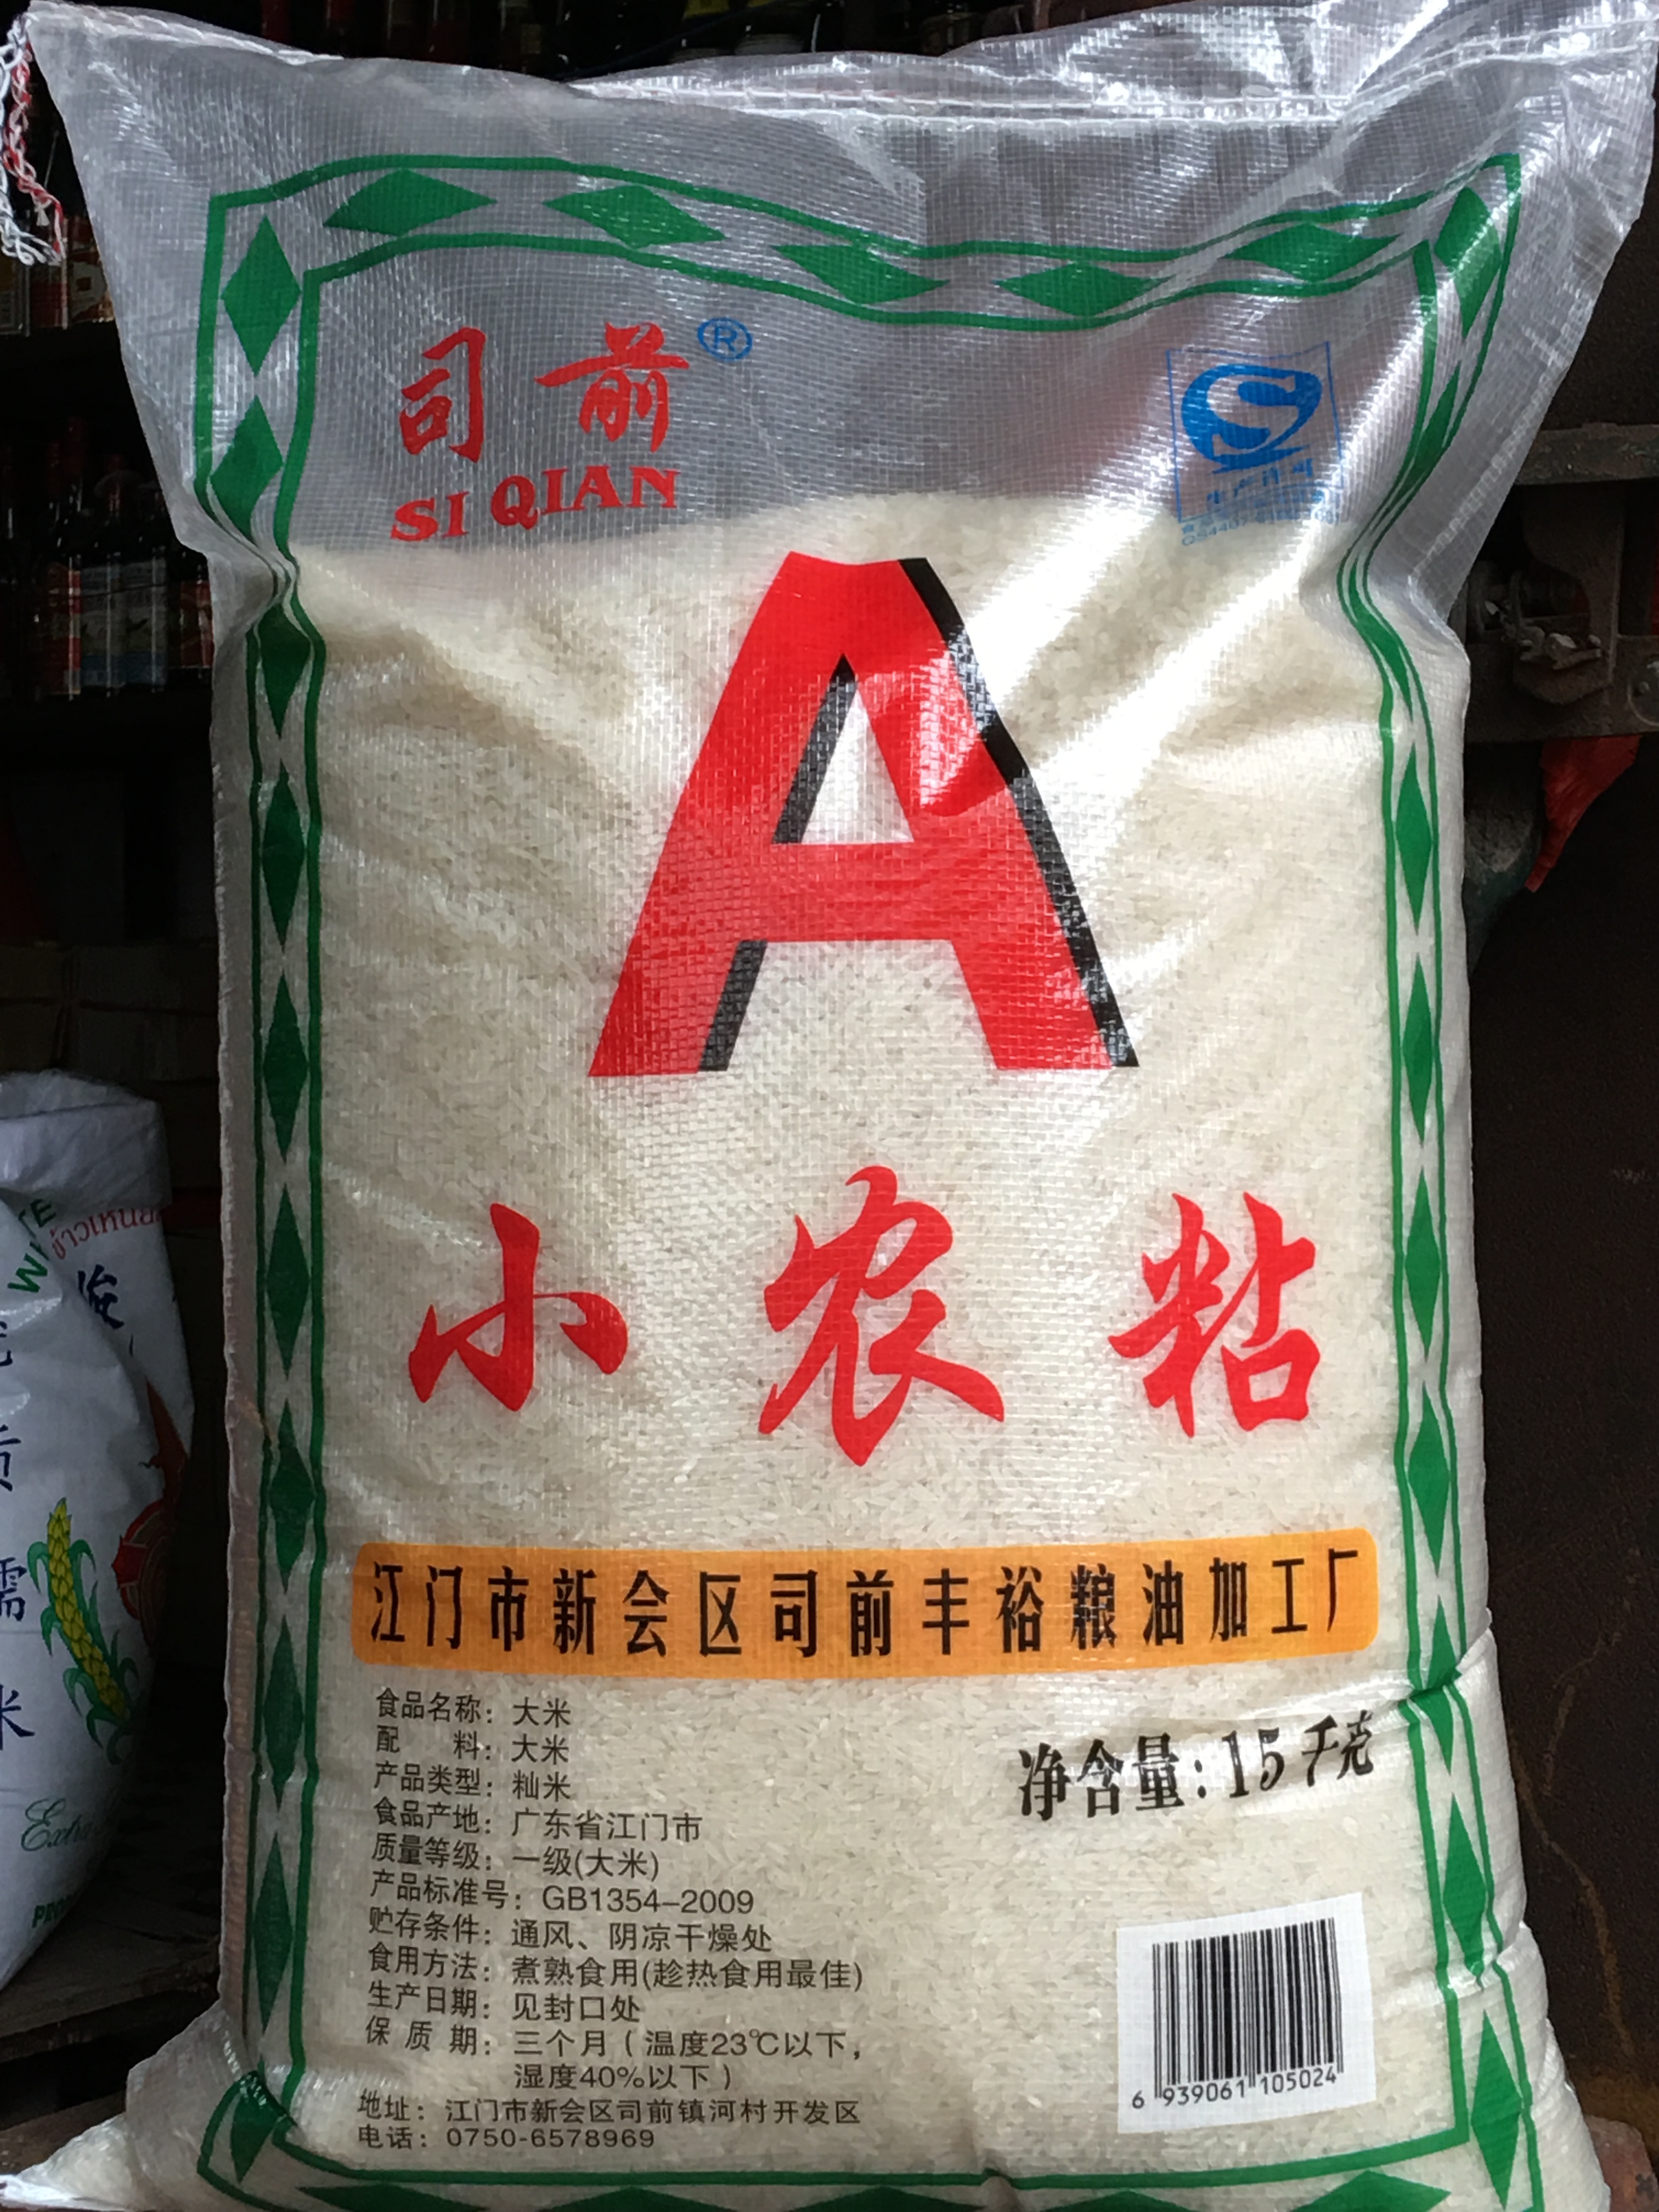 司前®
SI QIAN
生产许可
A
小农粘
江门市新会区司前丰裕粮油加工厂
食品名称：大米
配 料：大米
产品类型：籼米
食品产地：广东省江门市
质量等级：一级(大米)
产品标准号：GB1354-2009
贮存条件：通风、阴凉干燥处
食用方法：煮熟食用(趁热食用最佳)
生产日期：见封口处
保 质 期：三个月（温度23℃以下，
湿度40%以下）
地址：江门市新会区司前镇河村开发区
电话：0750-6578969
净含量：15千克
6 939061 105024
米